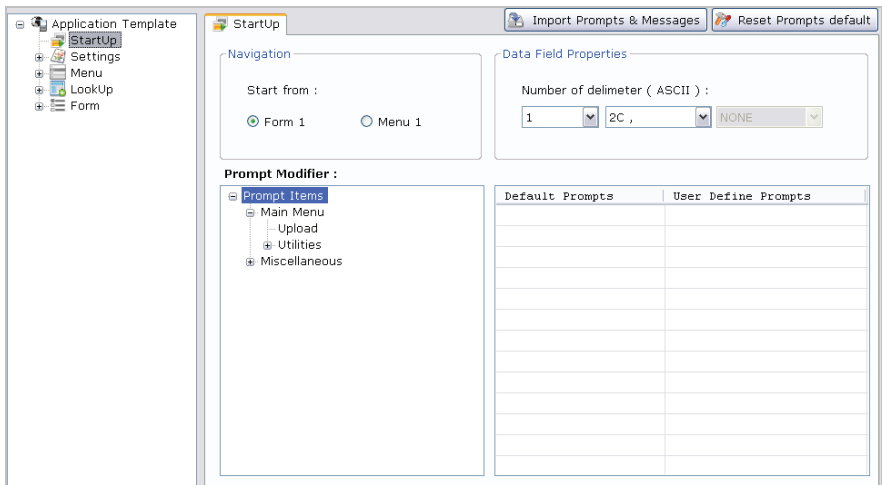 Application Template
StartUp
Settings
Menu
LookUp
Form
StartUp
Import Prompts & Messages
Reset Prompts default
Navigation
Start from :
Form 1
Menu 1
Data Field Properties
Number of delimeter ( ASCII ) :
1
2C ,
NONE
Prompt Modifier :
Prompt Items
Main Menu
Upload
Utilities
Miscellaneous
Default Prompts
User Define Prompts